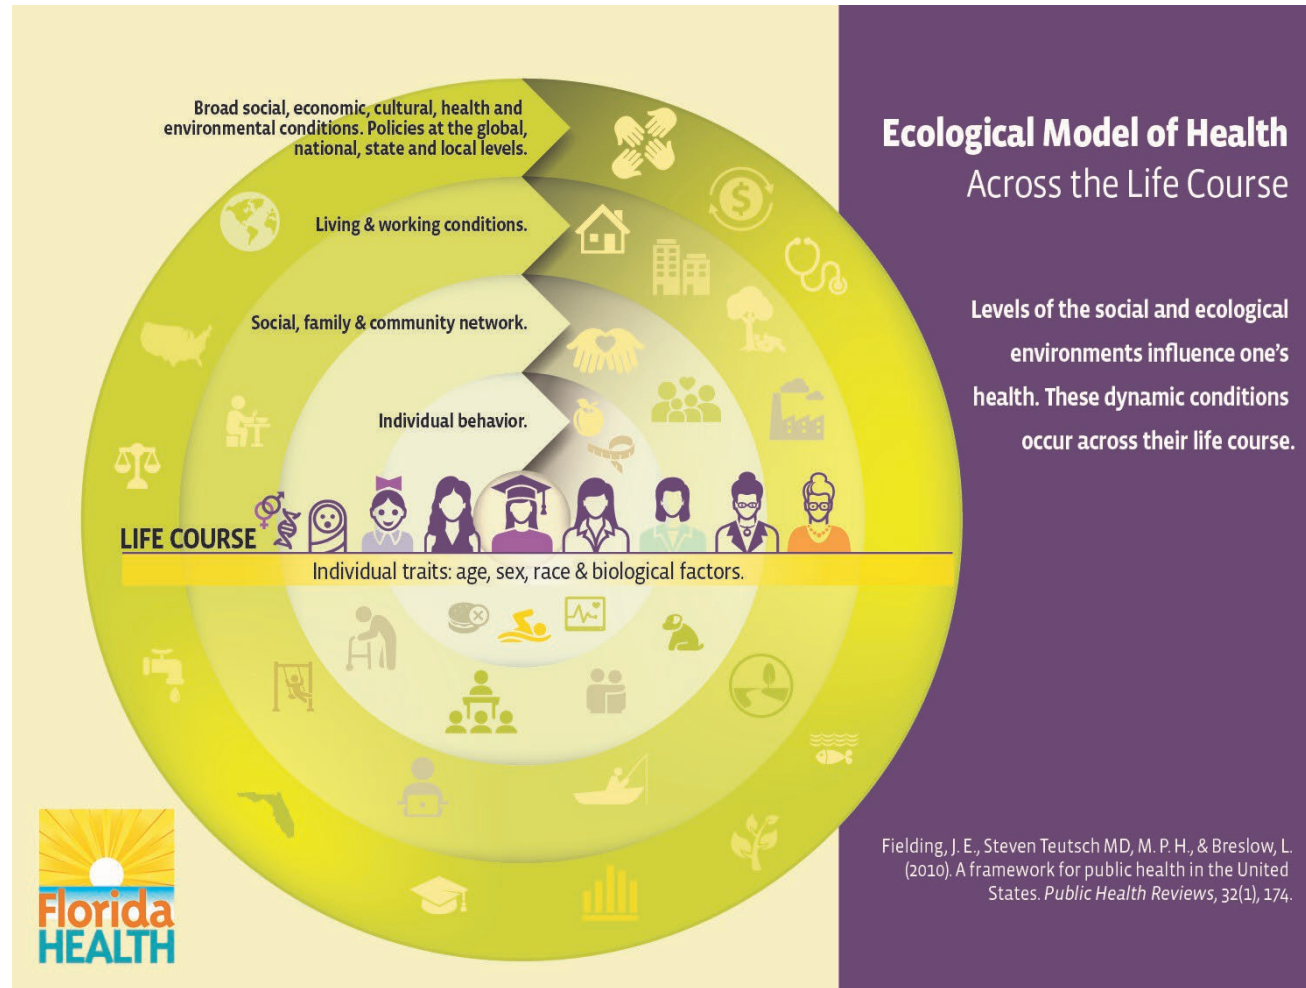 Ecological Model of Health
Across the Life Course
Levels of the social and ecological
environments influence one's
health. These dynamic conditions
occur across their life course.
Broad social, economic, cultural, health and
environmental conditions. Policies at the global,
national, state and local levels.
Living & working conditions.
Social, family & community network.
Individual behavior.
LIFE COURSE
Individual traits: age, sex, race & biological factors.
Fielding, J. E., Steven Teutsch MD, M. P. H., & Breslow, L.
(2010). A framework for public health in the United
States. Public Health Reviews, 32(1), 174.
Florida
HEALTH